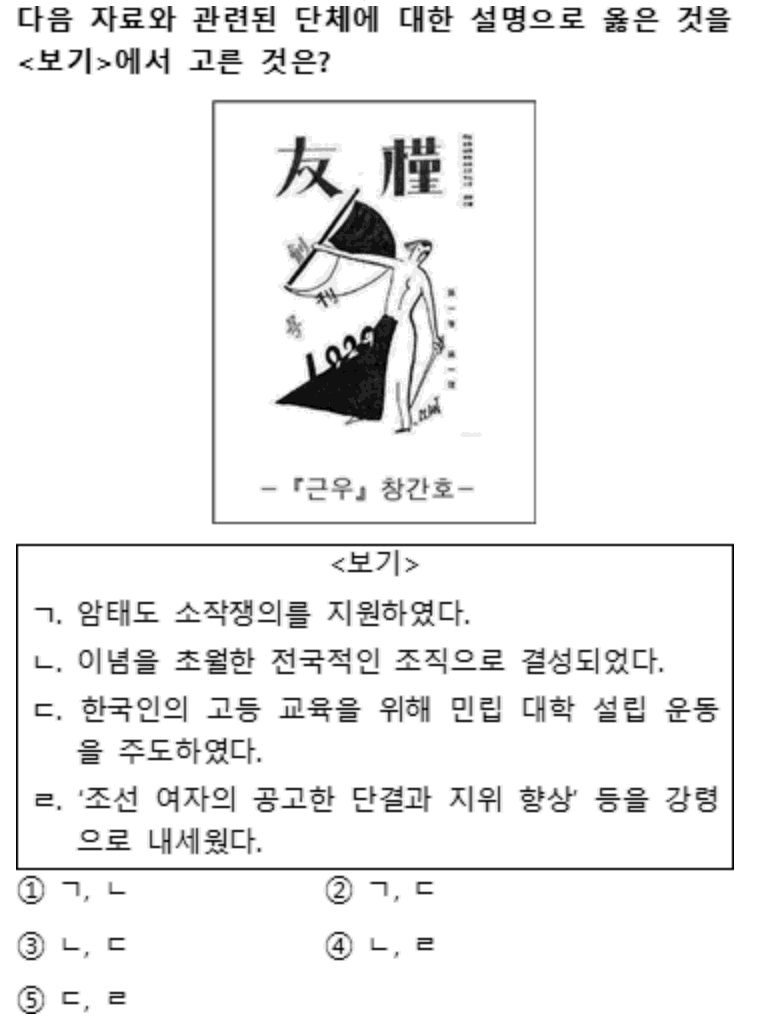 다음 자료와 관련된 단체에 대한 설명으로 옳은 것을
<보기>에서 고른 것은?
友 槿
創
刊
号
1929
-『근우』창간호-
<보기>
ㄱ. 암태도 소작쟁의를 지원하였다.
ㄴ. 이념을 초월한 전국적인 조직으로 결성되었다.
ㄷ. 한국인의 고등 교육을 위해 민립 대학 설립 운동
을 주도하였다.
ㄹ. ‘조선 여자의 공고한 단결과 지위 향상’ 등을 강령
으로 내세웠다.
① ㄱ, ㄴ ② ㄱ, ㄷ
③ ㄴ, ㄷ ④ ㄴ, ㄹ
⑤ ㄷ, ㄹ